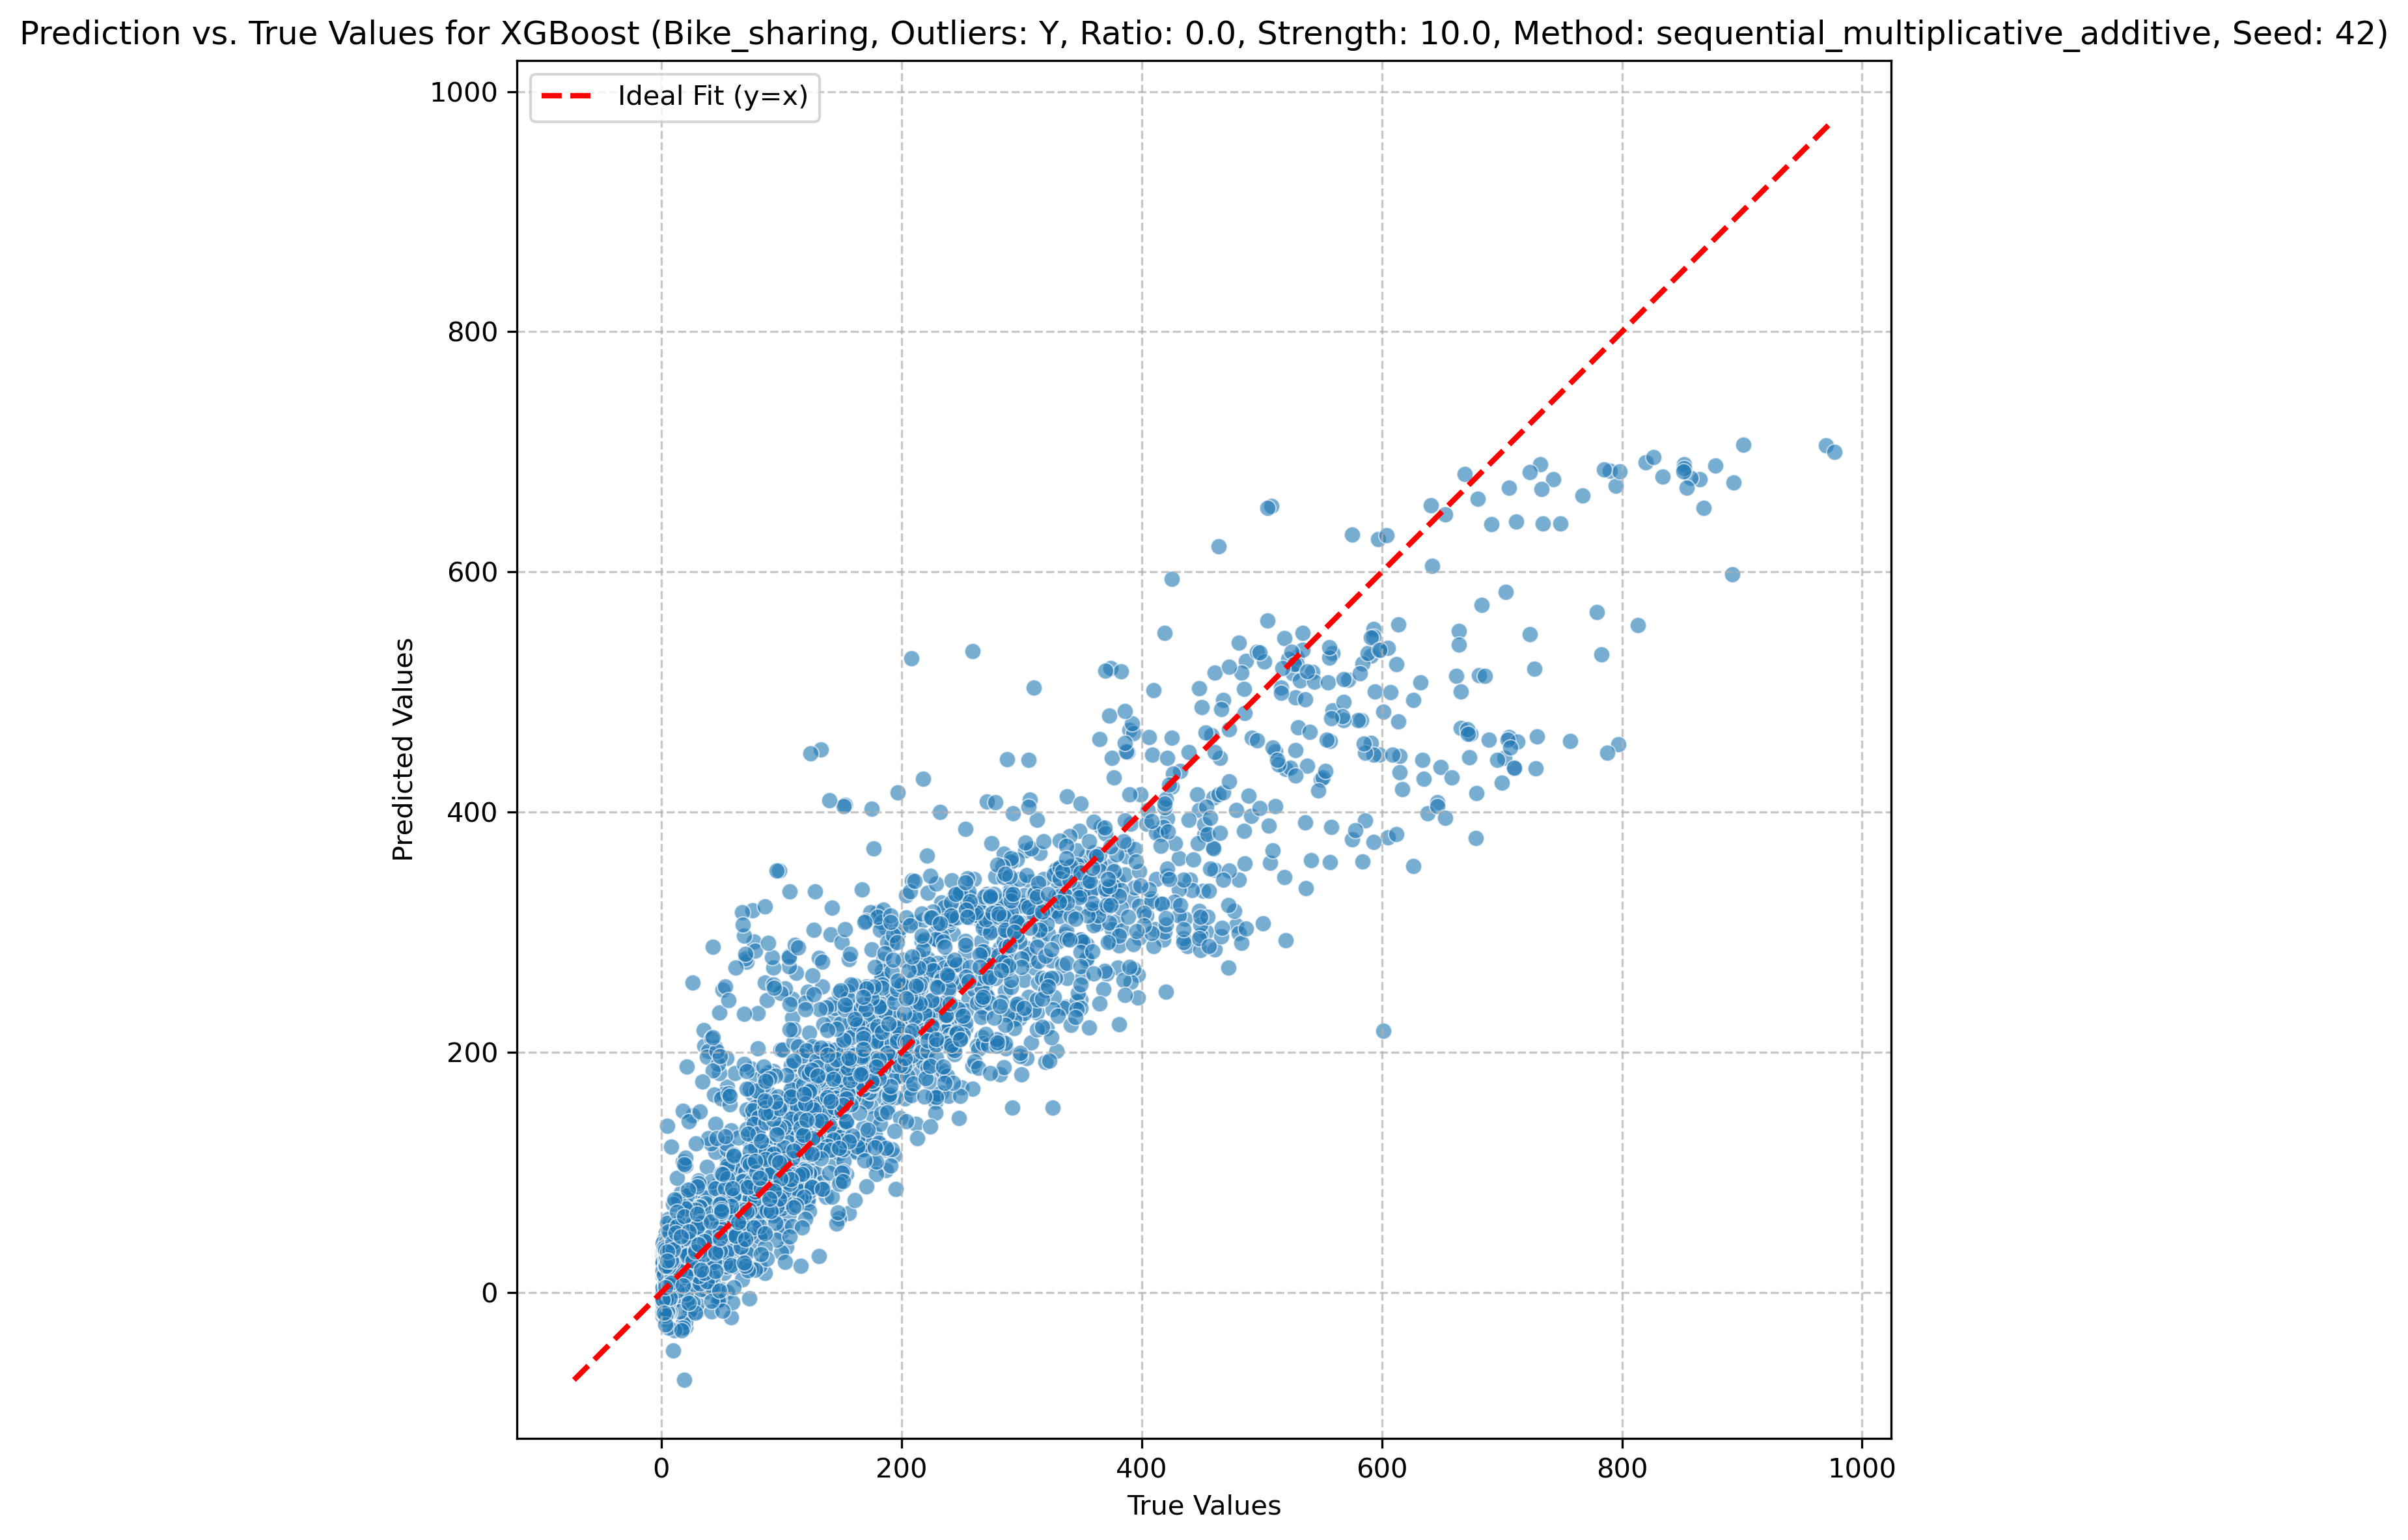 Prediction vs. True Values for XGBoost (Bike_sharing, Outliers: Y, Ratio: 0.0, Strength: 10.0, Method: sequential_multiplicative_additive, Seed: 42)
Ideal Fit (y=x)
1000
800
600
400
200
0
Predicted Values
0 200 400 600 800 1000
True Values